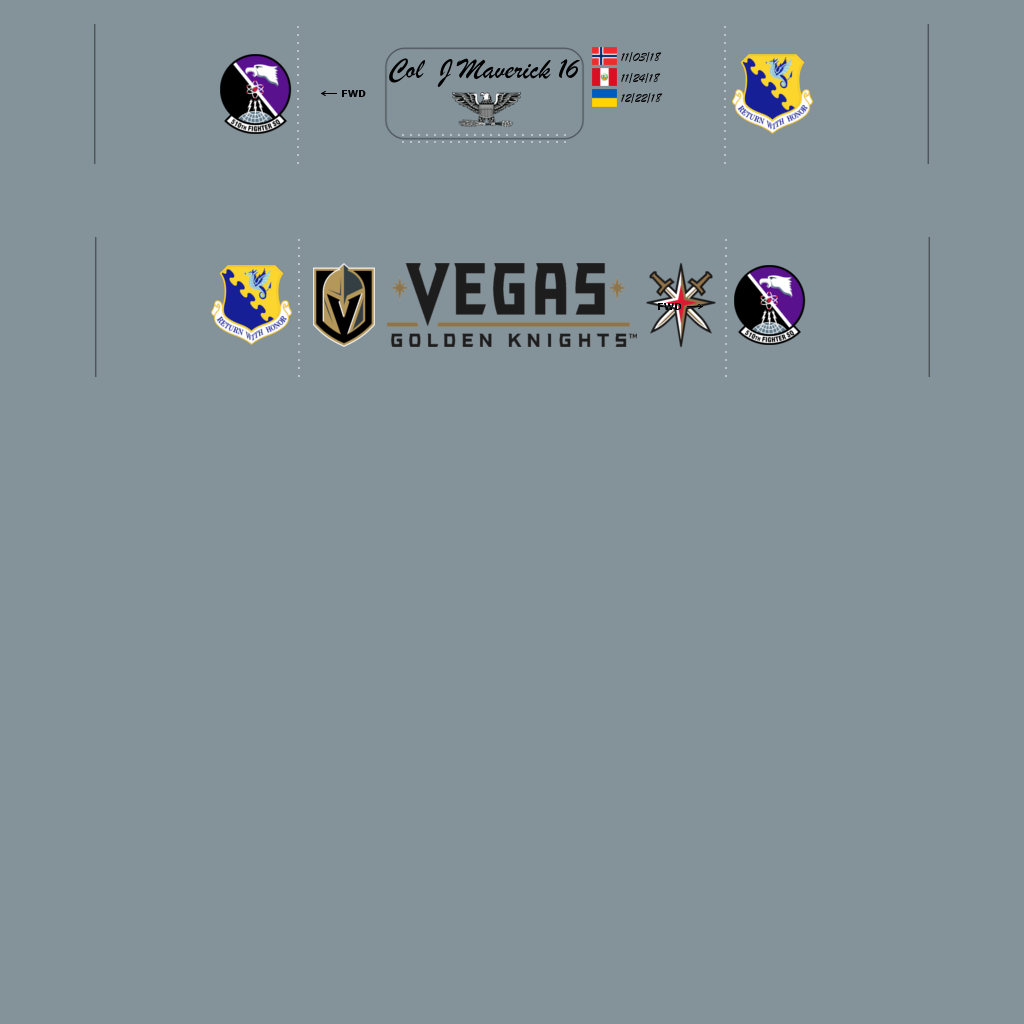 510TH FIGHTER SQ
← FWD
Col J Maverick 16
11/03/18
11/24/18
12/22/18
RETURN WITH HONOR
RETURN WITH HONOR
VEGAS
GOLDEN KNIGHTS™
FWD
510TH FIGHTER SQ